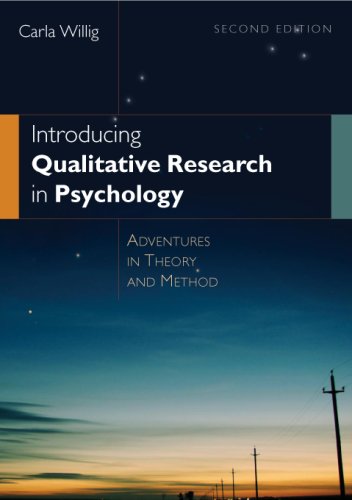 Carla Willig
SECOND EDITION
Introducing
Qualitative Research
in Psychology
ADVENTURES
IN THEORY
AND METHOD